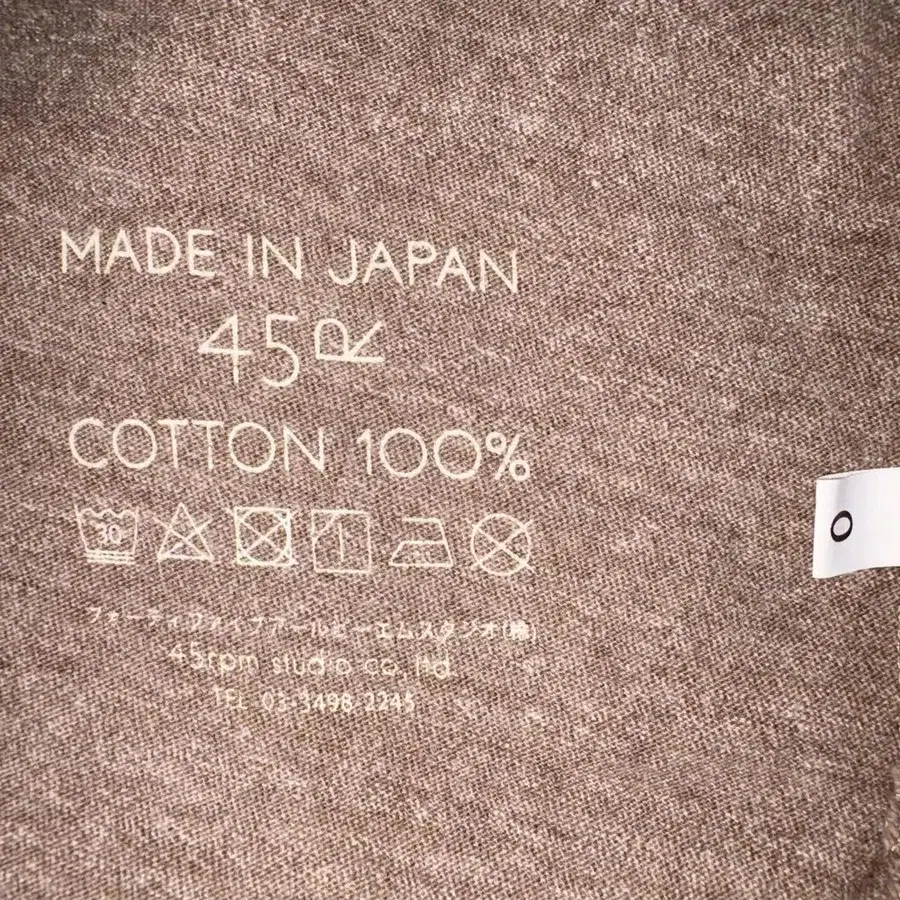 MADE IN JAPAN
45R
COTTON 100%
30
フォーティファイブアールピーエムスタジオ(株)
45rpm studio co., ltd.
TEL 03-3498-2245
0